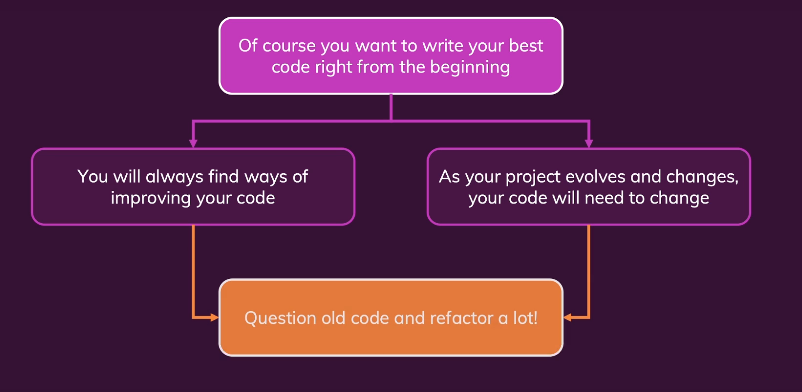 Of course you want to write your best
code right from the beginning
You will always find ways of
improving your code
As your project evolves and changes,
your code will need to change
Question old code and refactor a lot!